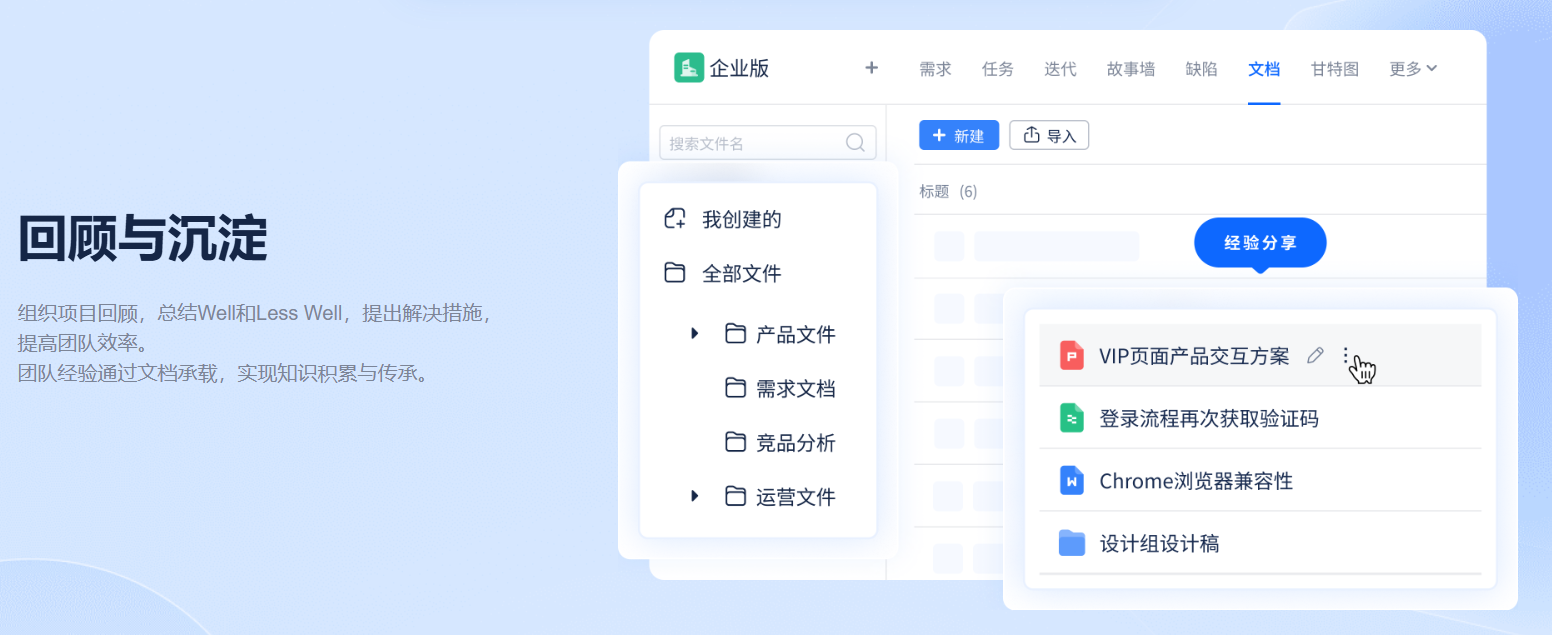 回顾与沉淀
组织项目回顾，总结Well和Less Well，提出解决措施，
提高团队效率。
团队经验通过文档承载，实现知识积累与传承。
企业版
需求 任务 迭代 故事墙 缺陷 文档 甘特图 更多
搜索文件名
新建 导入
标题 (6)
我创建的
全部文件
产品文件
需求文档
竞品分析
运营文件
经验分享
P VIP页面产品交互方案
登录流程再次获取验证码
W Chrome浏览器兼容性
设计组设计稿